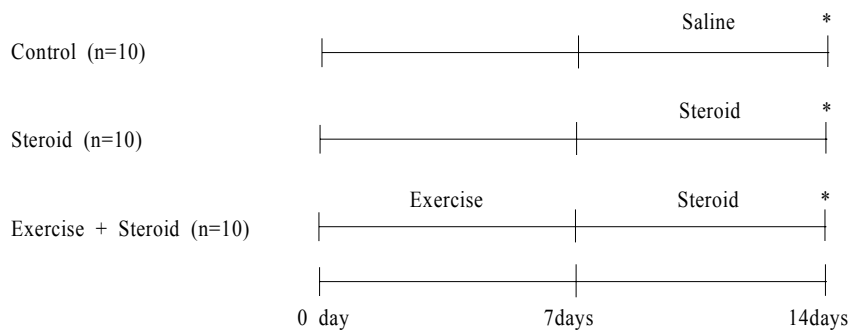 Saline *
Control (n=10)
Steroid *
Steroid (n=10)
Exercise Steroid *
Exercise + Steroid (n=10)
0 day 7days 14days